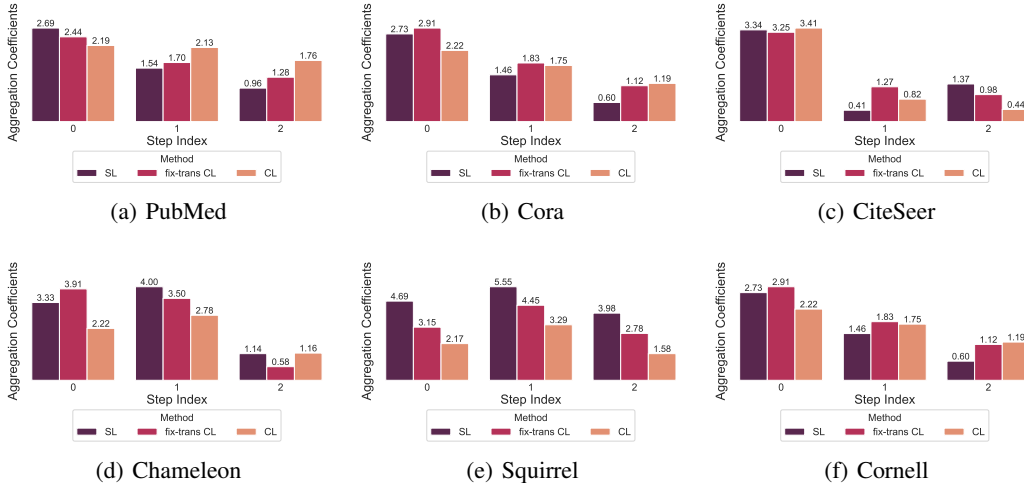 Aggregation Coefficients
2.69 2.44 2.19
1.54 1.70 2.13
0.96 1.28 1.76
0 1 2
Step Index
Method
SL fix-trans CL CL
(a) PubMed
Aggregation Coefficients
2.73 2.91 2.22
1.46 1.83 1.75
0.60 1.12 1.19
0 1 2
Step Index
Method
SL fix-trans CL CL
(b) Cora
Aggregation Coefficients
3.34 3.25 3.41
0.41 1.27 0.82
1.37 0.98 0.44
0 1 2
Step Index
Method
SL fix-trans CL CL
(c) CiteSeer
Aggregation Coefficients
3.33 3.91 2.22
4.00 3.50 2.78
1.14 0.58 1.16
0 1 2
Step Index
Method
SL fix-trans CL CL
(d) Chameleon
Aggregation Coefficients
4.69 3.15 2.17
5.55 4.45 3.29
3.98 2.78 1.58
0 1 2
Step Index
Method
SL fix-trans CL CL
(e) Squirrel
Aggregation Coefficients
2.73 2.91 2.22
1.46 1.83 1.75
0.60 1.12 1.19
0 1 2
Step Index
Method
SL fix-trans CL CL
(f) Cornell